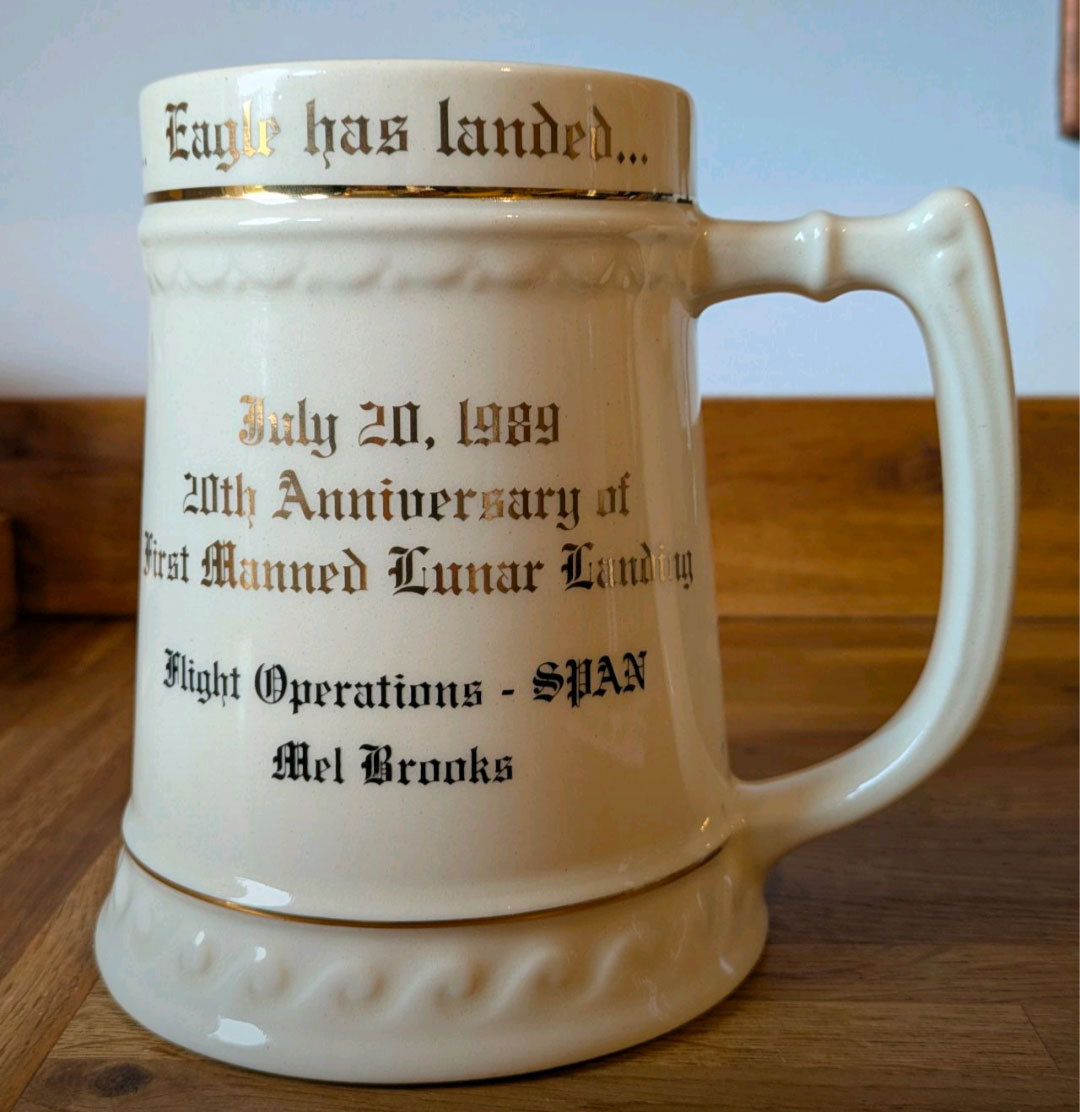 .. Eagle has landed...
July 20, 1989
20th Anniversary of
First Manned Lunar Landing
Flight Operations - SPAN
Mel Brooks